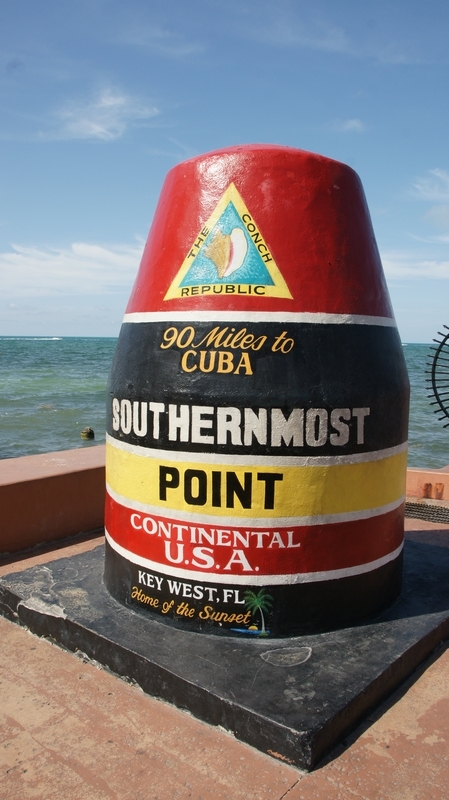 THE CONCH
REPUBLIC
90 Miles to
CUBA
SOUTHERNMOST
POINT
CONTINENTAL
U.S.A.
KEY WEST, FL
Home of the Sunset